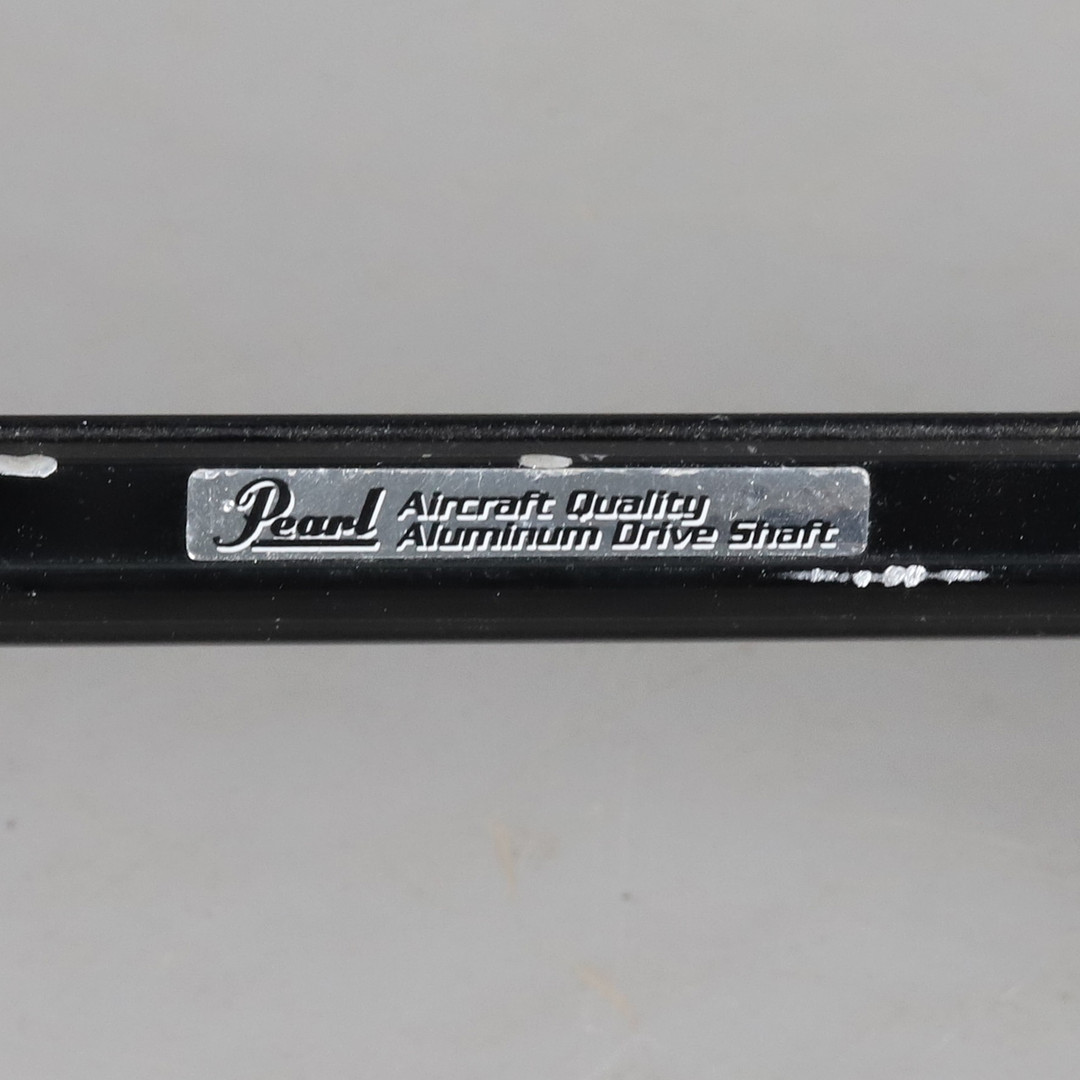 Pearl
Aircraft Quality
Aluminum Drive Shaft